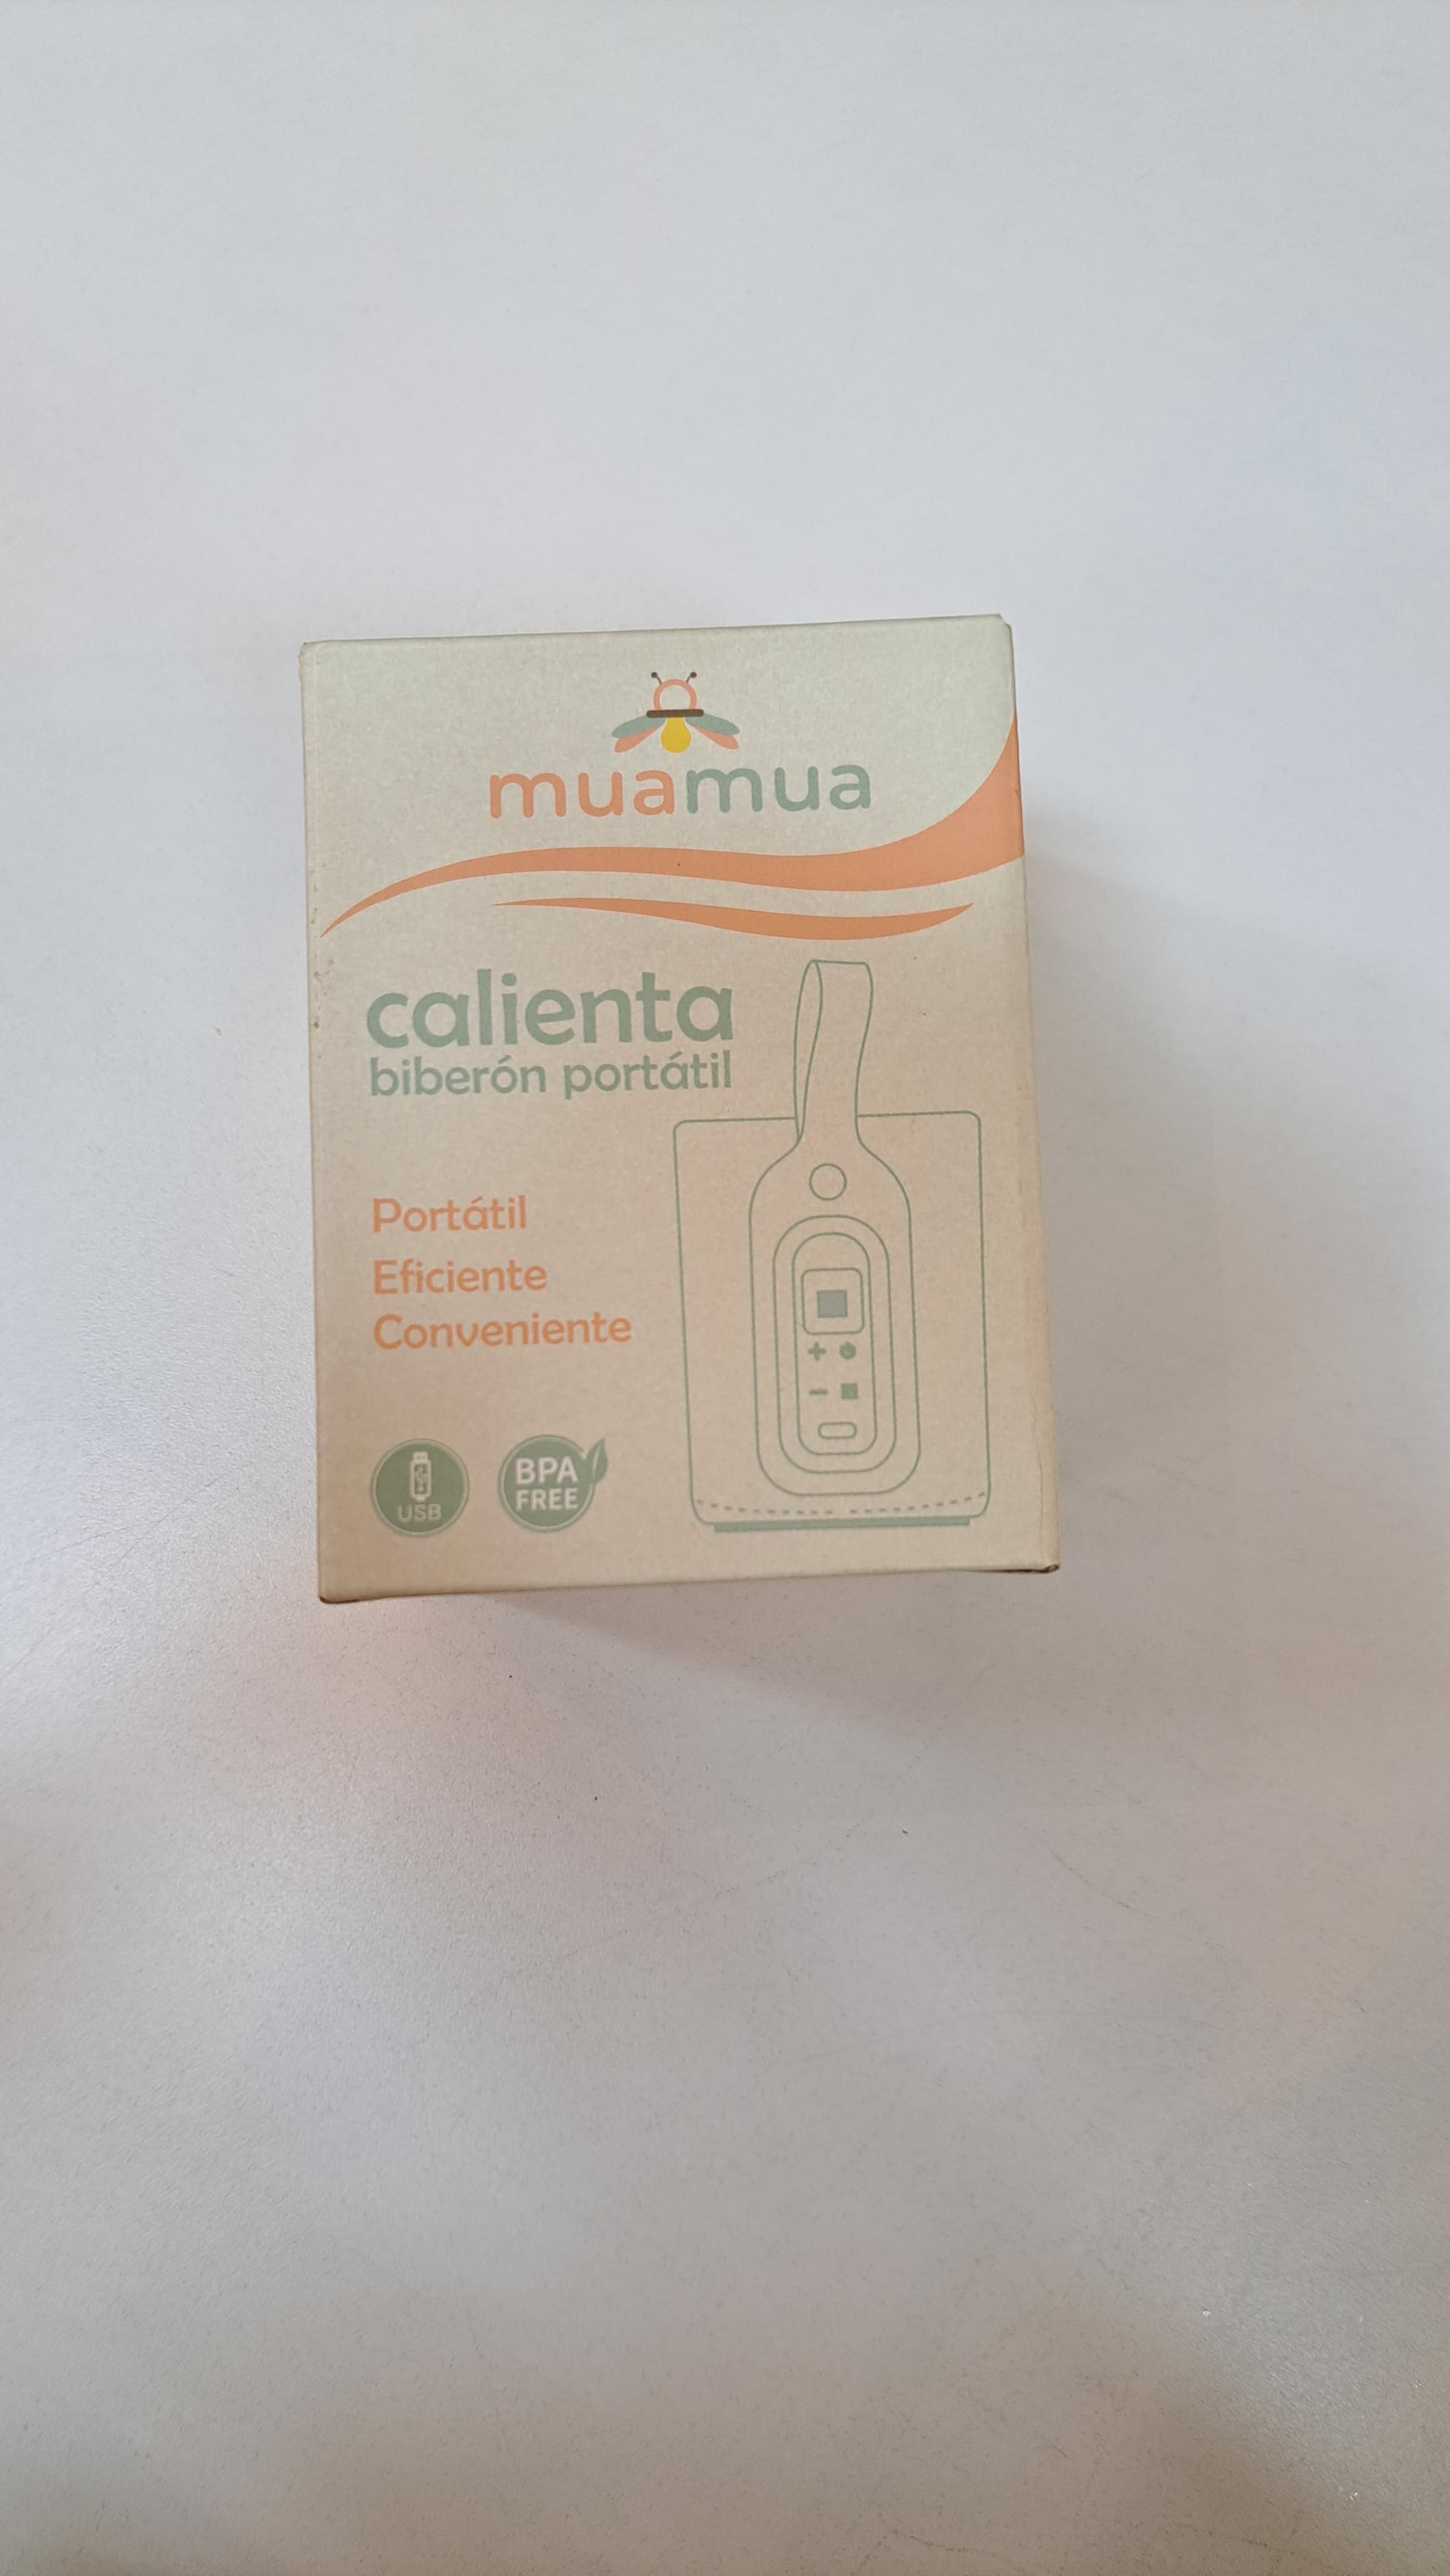 muamua
calienta
biberón portátil
Portátil
Eficiente
Conveniente
USB
BPA
FREE